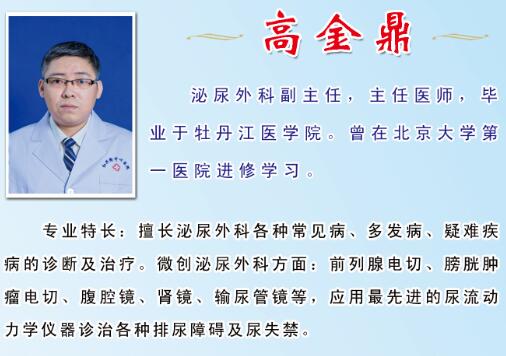 高金鼎
泌尿外科副主任，主任医师，毕
业于牡丹江医学院。曾在北京大学第
一医院进修学习。
专业特长：擅长泌尿外科各种常见病、多发病、疑难疾
病的诊断及治疗。微创泌尿外科方面：前列腺电切、膀胱肿
瘤电切、腹腔镜、肾镜、输尿管镜等，应用最先进的尿流动
力学仪器诊治各种排尿障碍及尿失禁。